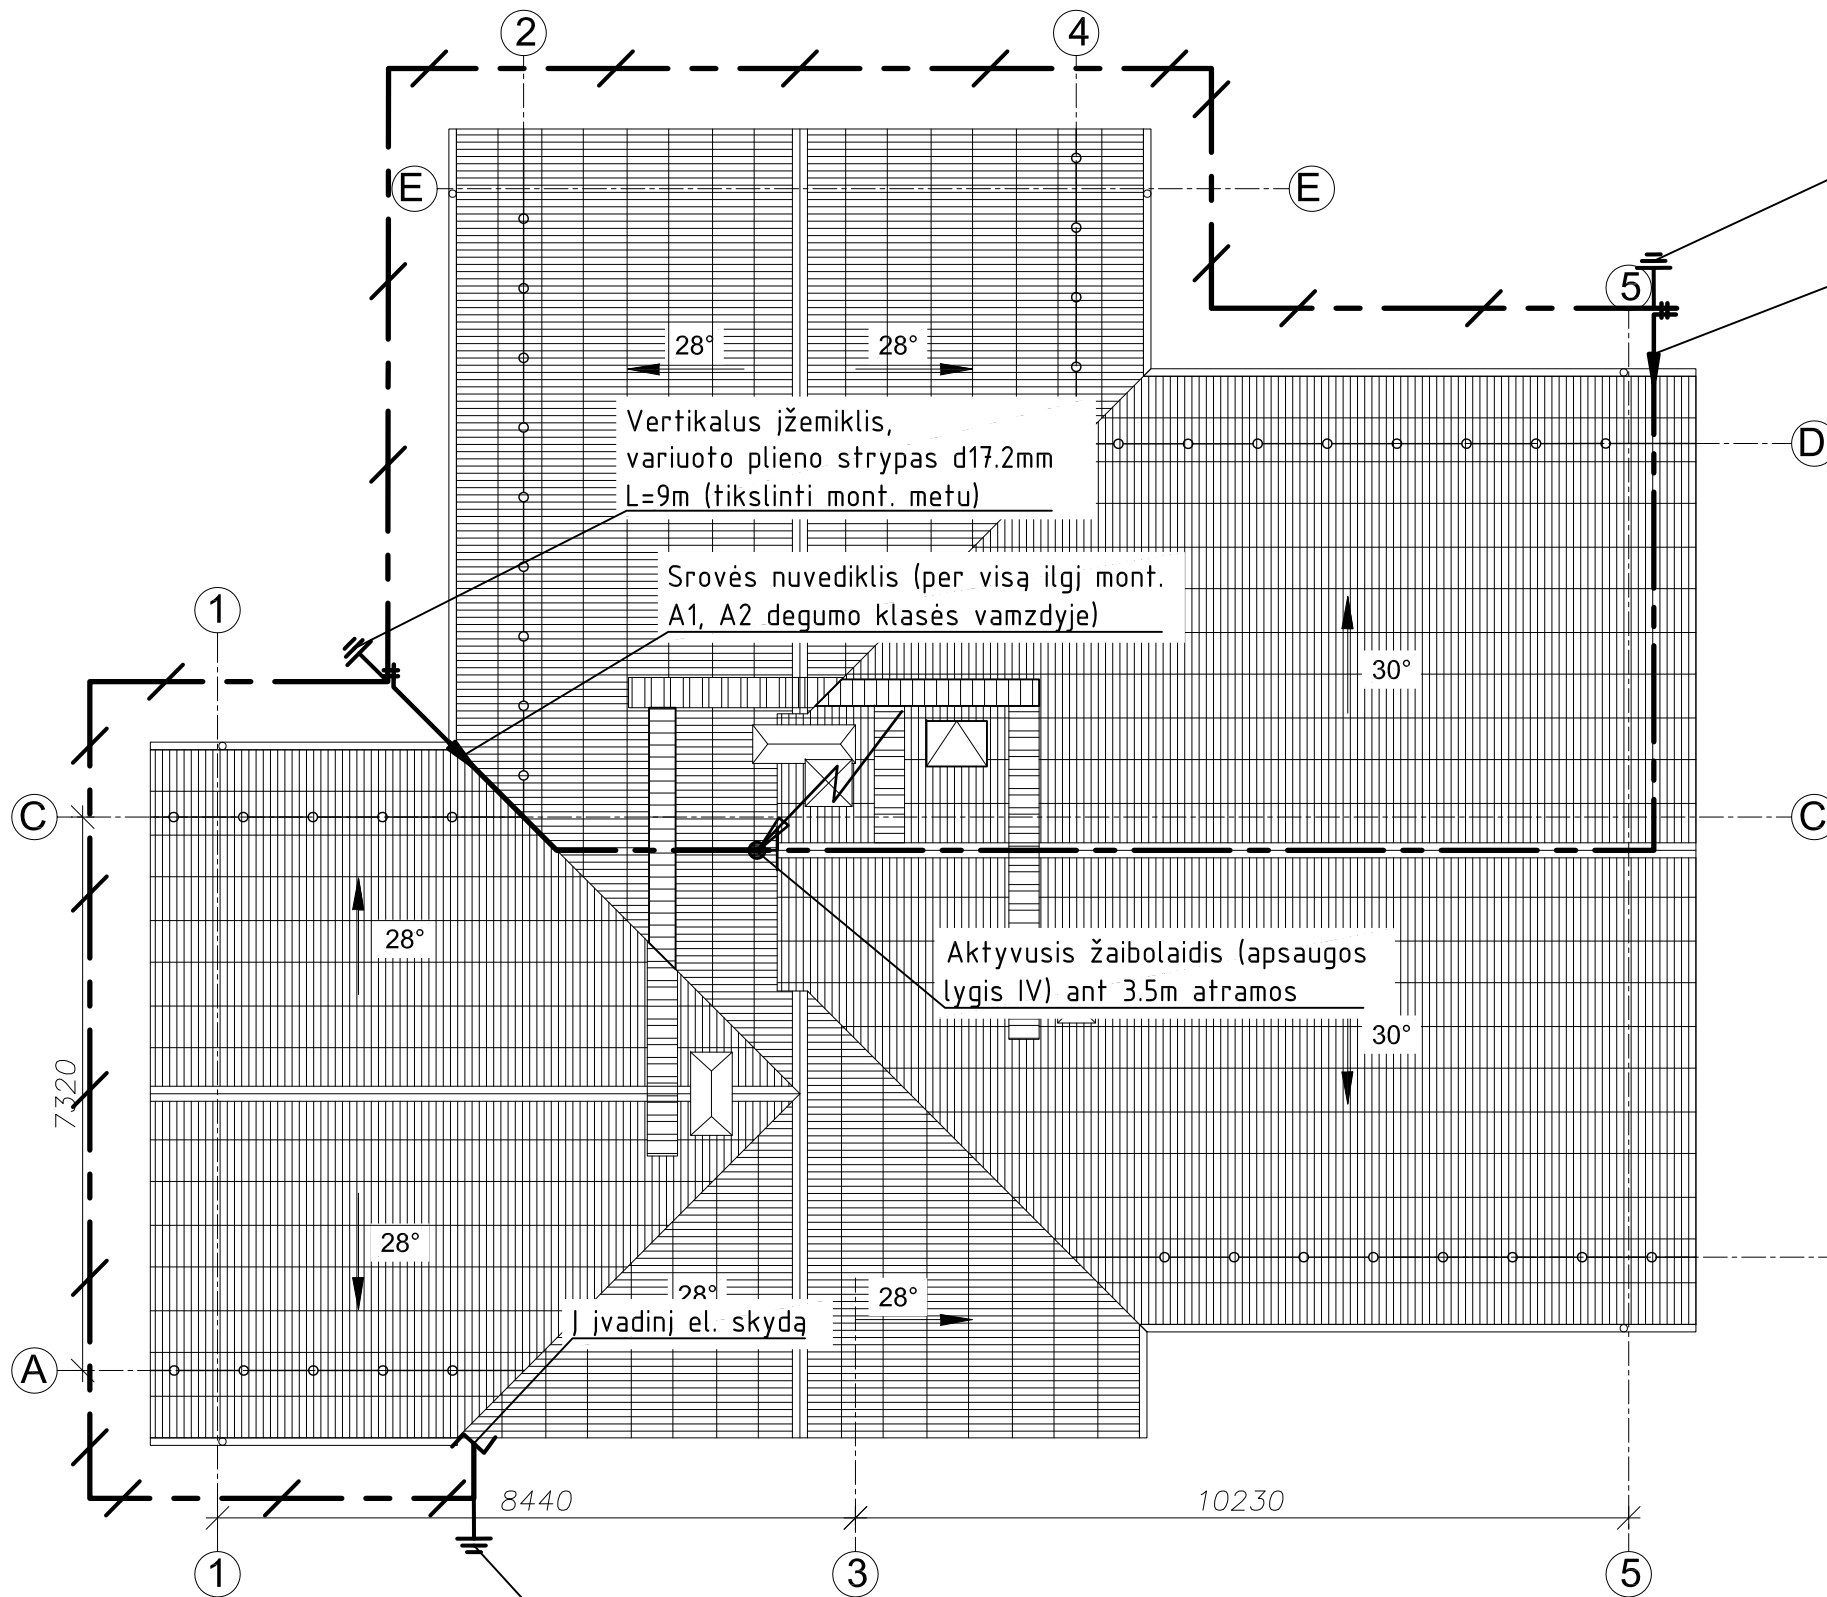 2
4
E
E
5
28°
28°
Vertikalus įžemiklis,
variuoto plieno strypas d17.2mm
L=9m (tikslinti mont. metu)
D
Srovės nuvediklis (per visą ilgį mont.
A1, A2 degumo klasės vamzdyje)
1
30°
C
C
28°
Aktyvusis žaibolaidis (apsaugos
lygis IV) ant 3.5m atramos
30°
7320
28°
28°
28°
Į įvadinį el. skydą
A
8440
10230
1
3
5